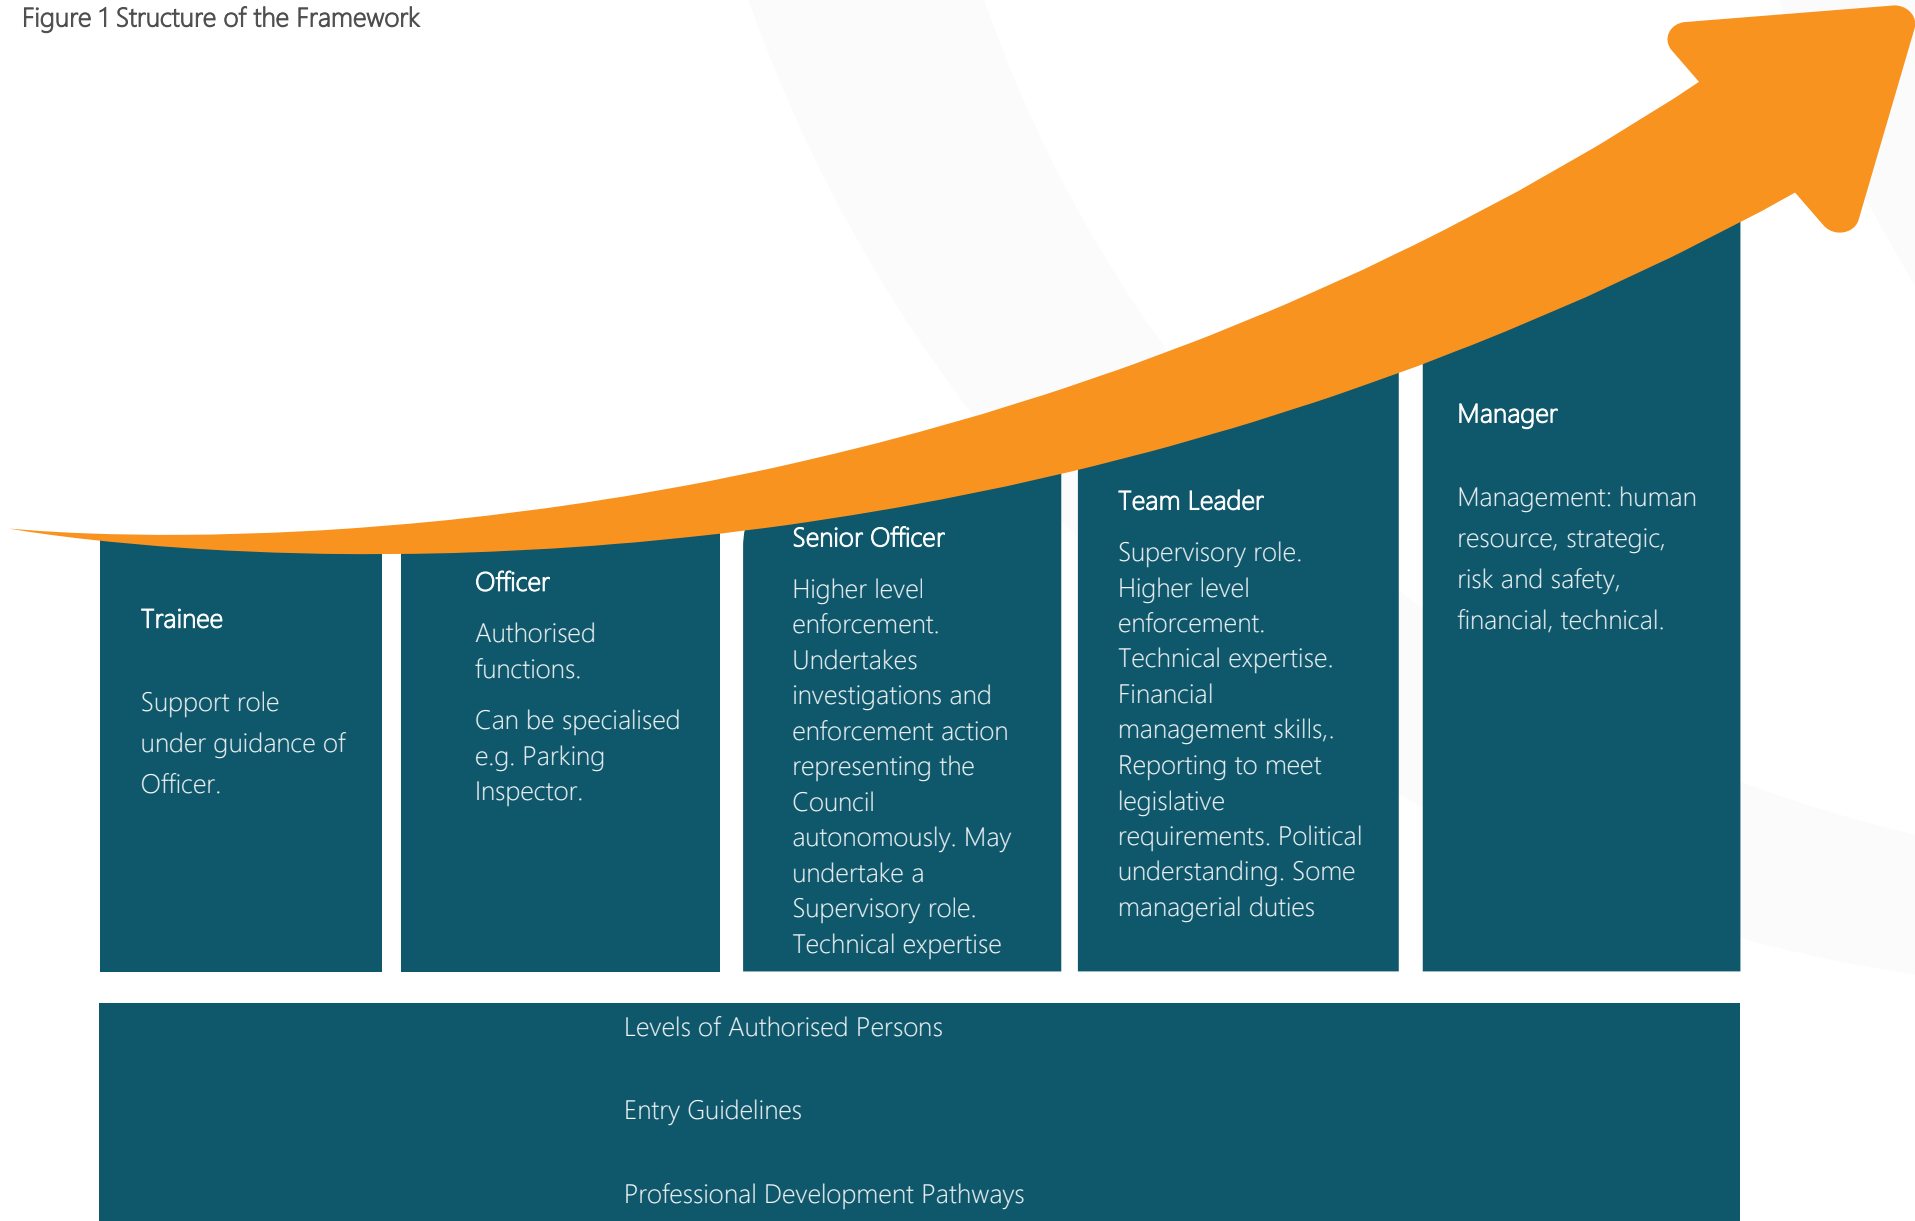 Figure 1 Structure of the Framework
Trainee
Support role
under guidance of
Officer.
Officer
Authorised
functions.
Can be specialised
e.g. Parking
Inspector.
Senior Officer
Higher level
enforcement.
Undertakes
investigations and
enforcement action
representing the
Council
autonomously. May
undertake a
Supervisory role.
Technical expertise
Team Leader
Supervisory role.
Higher level
enforcement.
Technical expertise.
Financial
management skills,.
Reporting to meet
legislative
requirements. Political
understanding. Some
managerial duties
Manager
Management: human
resource, strategic,
risk and safety,
financial, technical.
Levels of Authorised Persons
Entry Guidelines
Professional Development Pathways